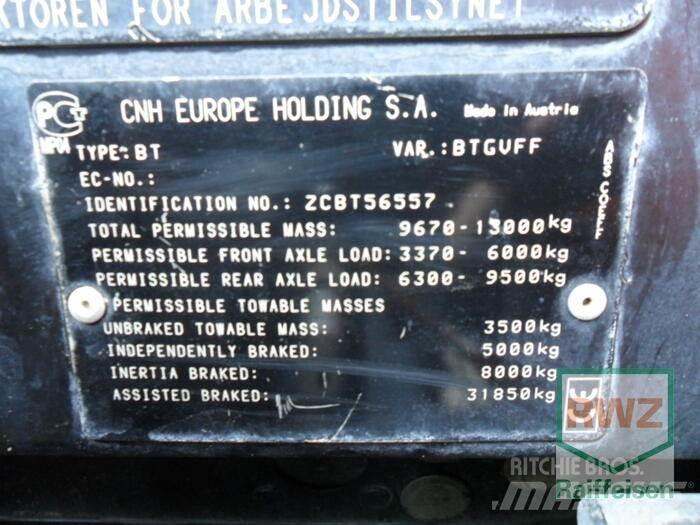 KTOREN FOR ARBEJDSTILSYNET
CNH EUROPE HOLDING S.A. Made in Austria
PCT
MP04
TYPE: BT VAR.: BTGVFF
EC-NO.:
IDENTIFICATION NO.: ZCBT56557
TOTAL PERMISSIBLE MASS: 9670-13000kg
PERMISSIBLE FRONT AXLE LOAD: 3370- 6000kg
PERMISSIBLE REAR AXLE LOAD: 6300- 9500kg
PERMISSIBLE TOWABLE MASSES
UNBRAKED TOWABLE MASS: 3500kg
INDEPENDENTLY BRAKED: 5000kg
INERTIA BRAKED: 8000kg
ASSISTED BRAKED: 31850kg
RWZ
RITCHIE BROS.
Raiffeisen